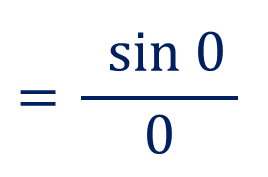 = sin 0
0